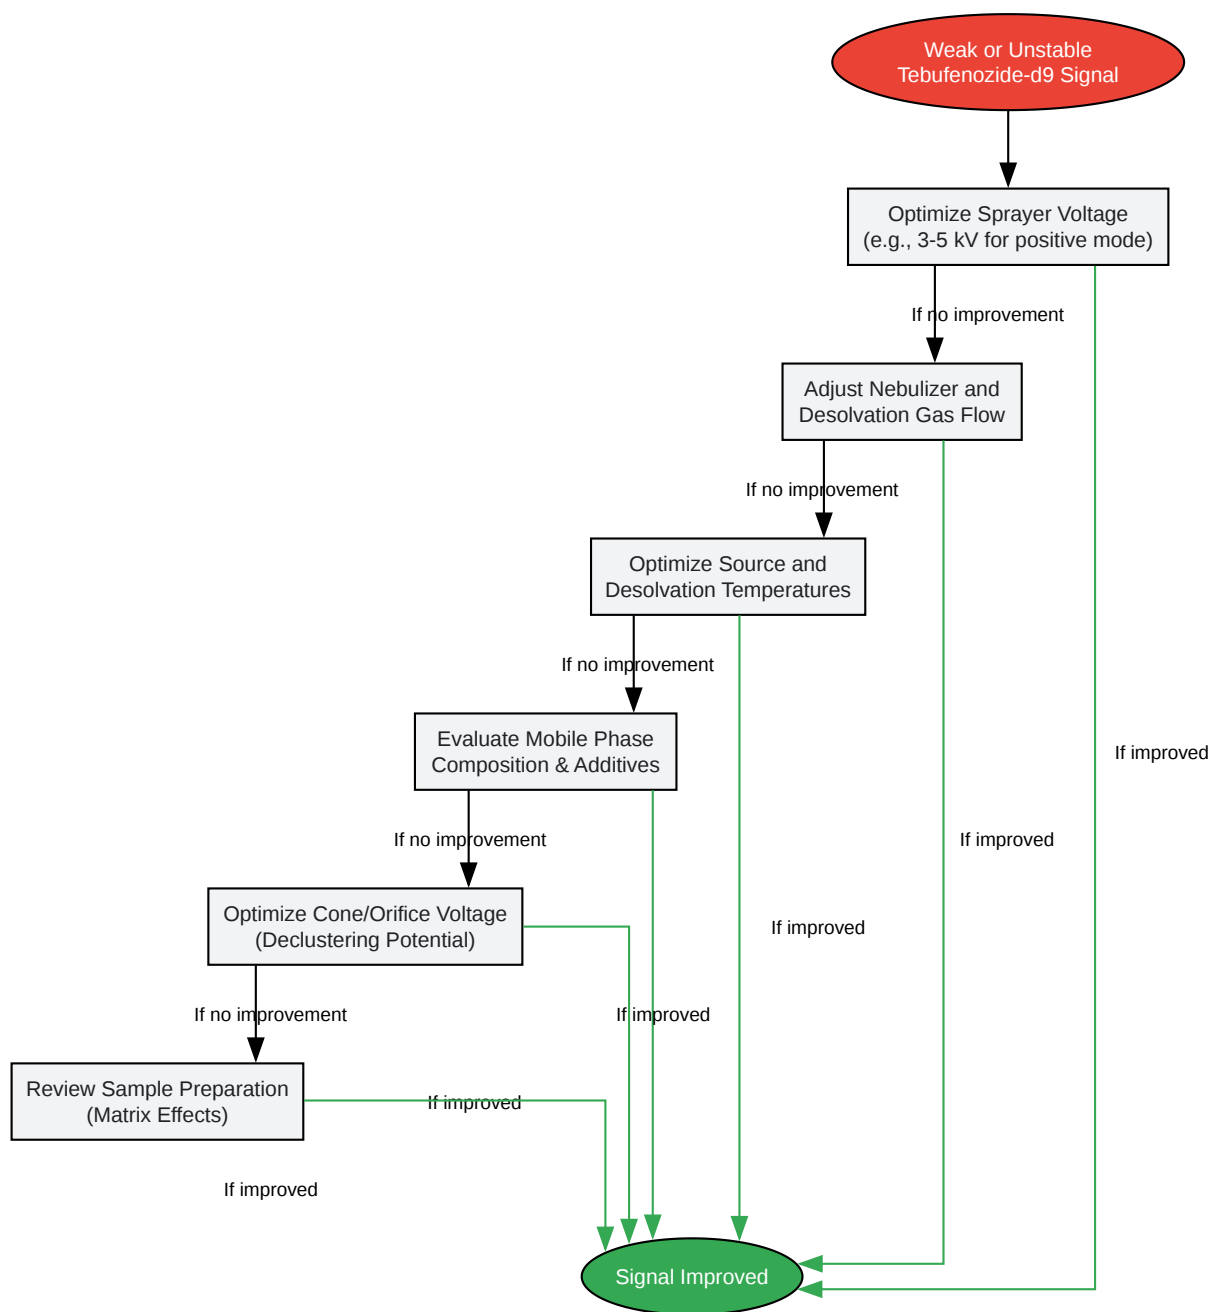 Weak or Unstable
Tebufenozide-d9 Signal
Optimize Sprayer Voltage
(e.g., 3-5 kV for positive mode)
If no improvement
Adjust Nebulizer and
Desolvation Gas Flow
If no improvement
Optimize Source and
Desolvation Temperatures
If no improvement
Evaluate Mobile Phase
Composition & Additives
If improved
If no improvement
If improved
Optimize Cone/Orifice Voltage
(Declustering Potential)
If improved
If no improvement
If improved
Review Sample Preparation
(Matrix Effects)
If improved
If improved
Signal Improved